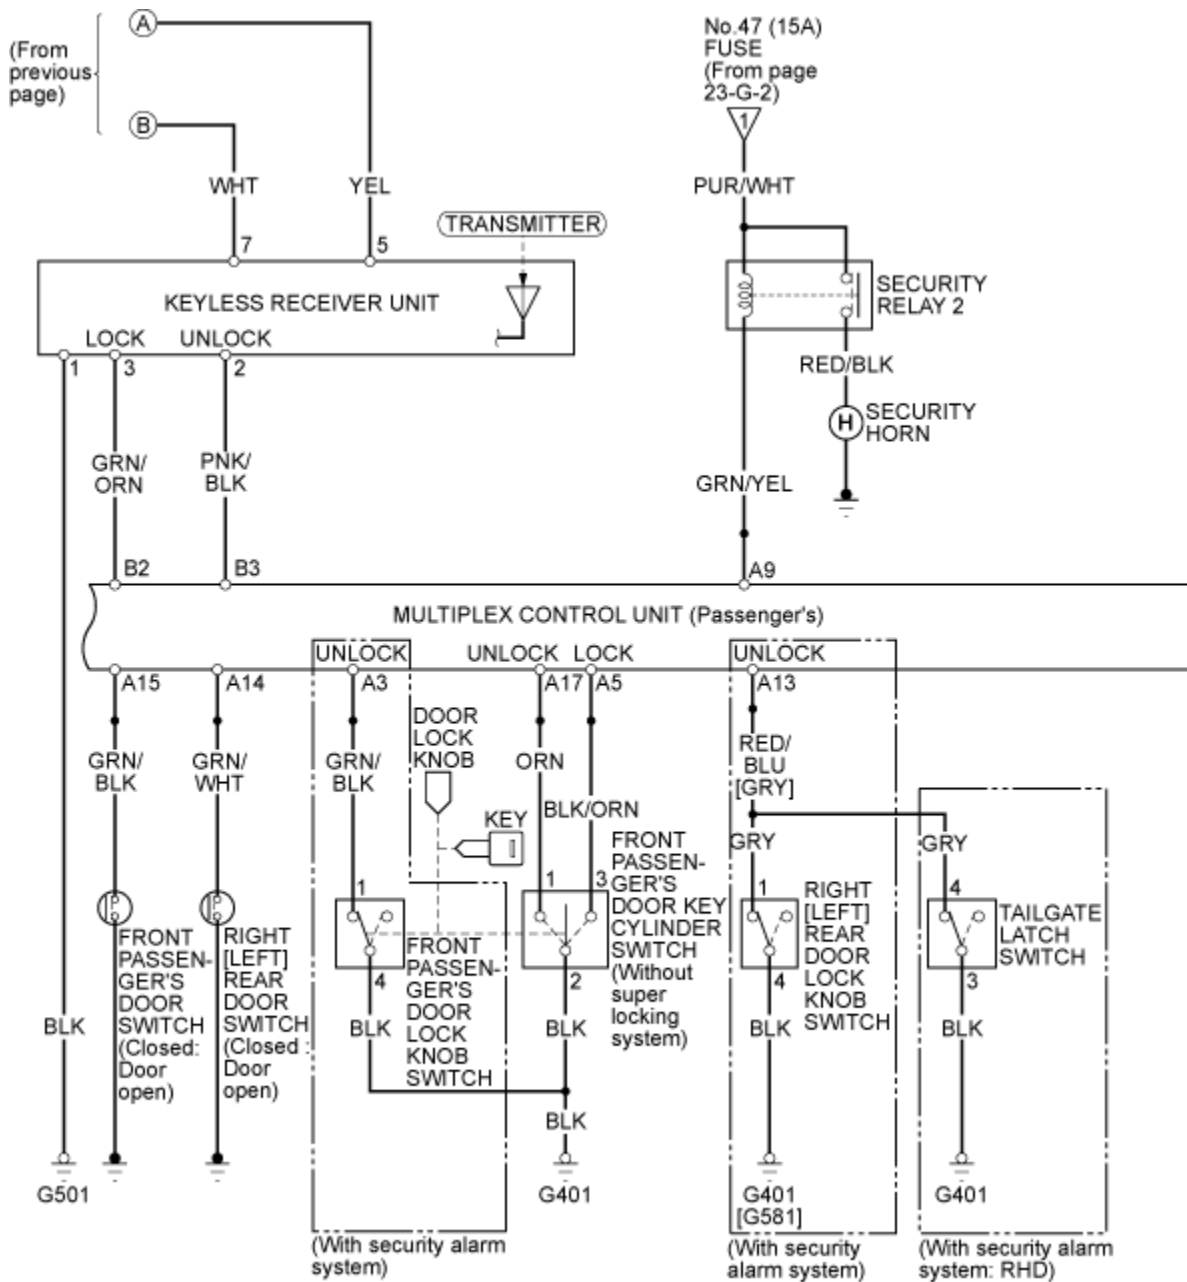 (From
previous
page)
A
B
WHT
YEL
7
5
No.47 (15A)
FUSE
(From page
23-G-2)
1
PUR/WHT
TRANSMITTER
KEYLESS RECEIVER UNIT
LOCK
UNLOCK
1
3
2
SECURITY
RELAY 2
RED/BLK
H
SECURITY
HORN
GRN/
ORN
PNK/
BLK
GRN/YEL
B2
B3
A9
MULTIPLEX CONTROL UNIT (Passenger's)
UNLOCK
UNLOCK
LOCK
UNLOCK
A15
A14
A3
A17
A5
A13
GRN/
BLK
GRN/
WHT
GRN/
BLK
DOOR
LOCK
KNOB
ORN
BLK/ORN
KEY
RED/
BLU
[GRY]
GRY
GRY
FRONT
PASSEN-
GER'S
DOOR
SWITCH
(Closed:
Door
open)
RIGHT
[LEFT]
REAR
DOOR
SWITCH
(Closed :
Door
open)
1
4
FRONT
PASSEN-
GER'S
DOOR
LOCK
KNOB
SWITCH
1
3
2
FRONT
PASSEN-
GER'S
DOOR KEY
CYLINDER
SWITCH
(Without
super
locking
system)
1
4
RIGHT
[LEFT]
REAR
DOOR
LOCK
KNOB
SWITCH
4
3
TAILGATE
LATCH
SWITCH
BLK
BLK
BLK
BLK
BLK
BLK
G501
G401
G401
[G581]
G401
(With security alarm
system)
(With security
alarm system)
(With security alarm
system: RHD)